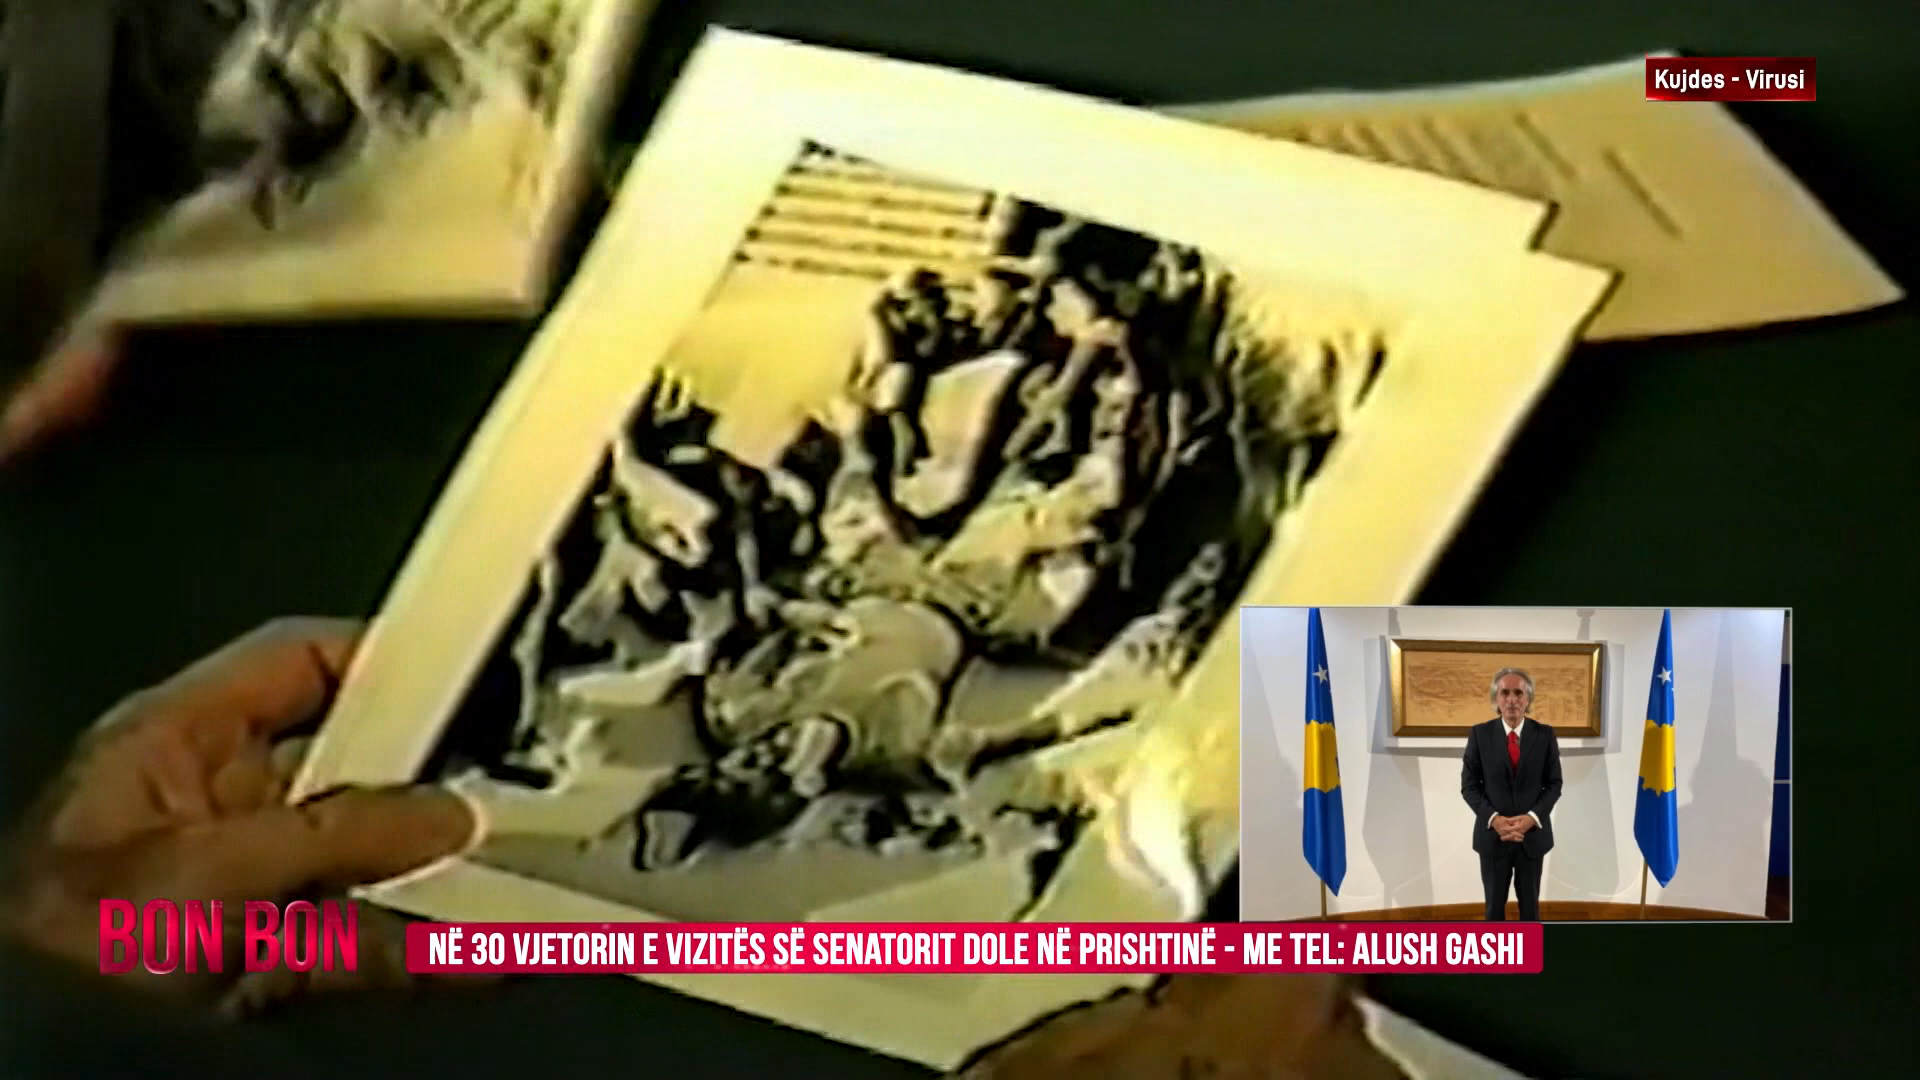 Kujdes - Virusi
BON BON
NË 30 VJETORIN E VIZITËS SË SENATORIT DOLE NË PRISHTINË - ME TEL: ALUSH GASHI